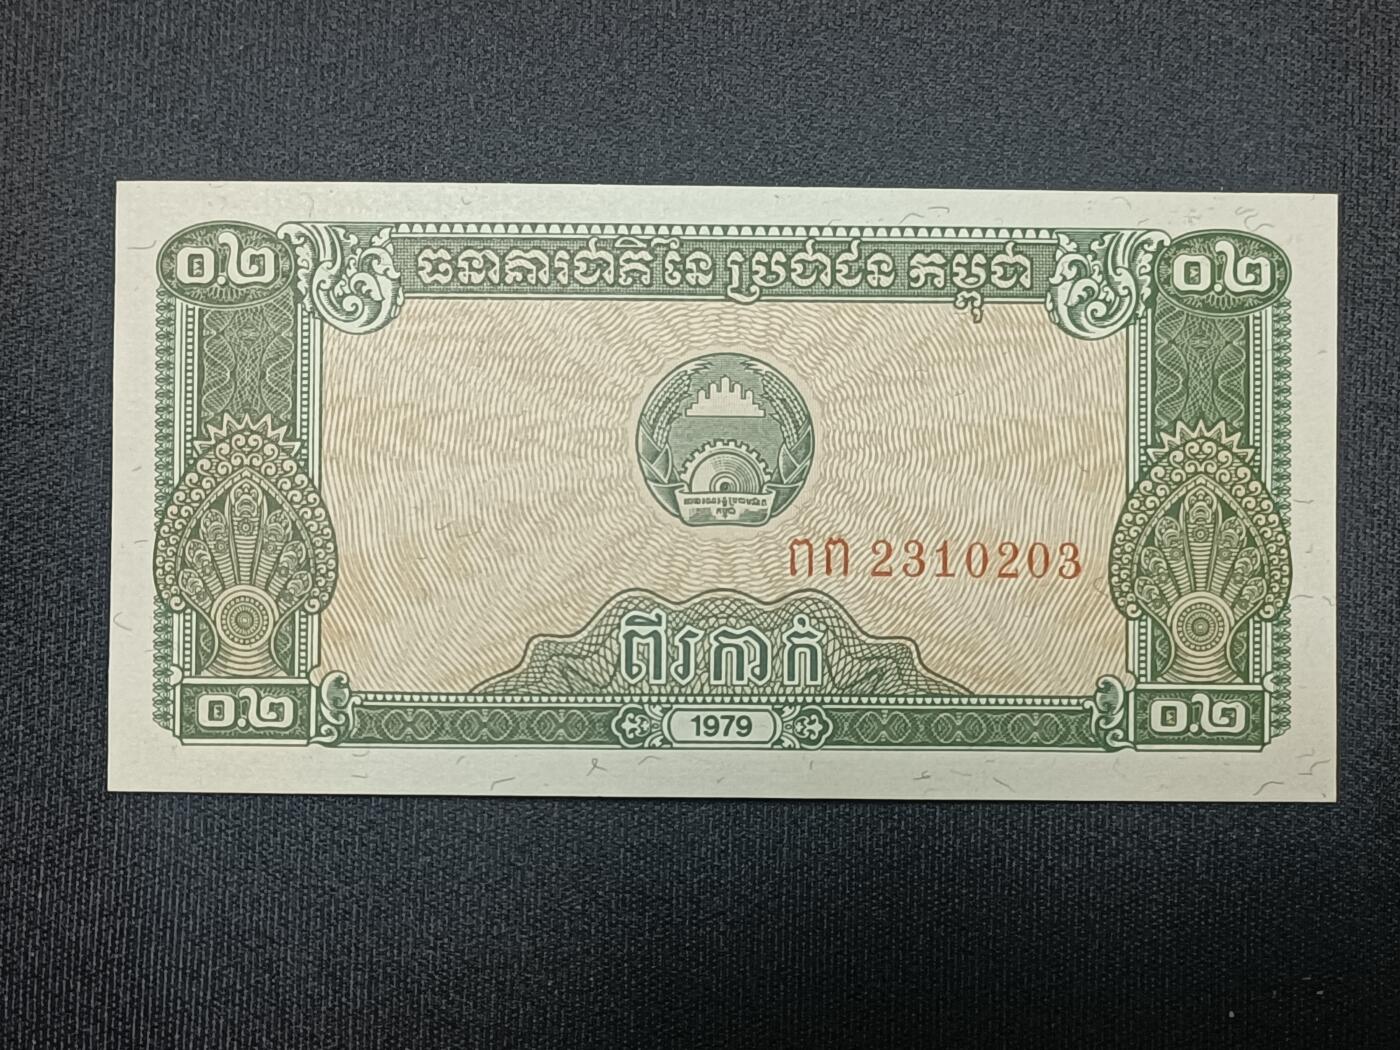 ០.២ ធនាគារជាតិ នៃ ប្រជាជន កម្ពុជា ០.២
ពព 2310203
ពីរកាក់
០.២ 1979 ០.២